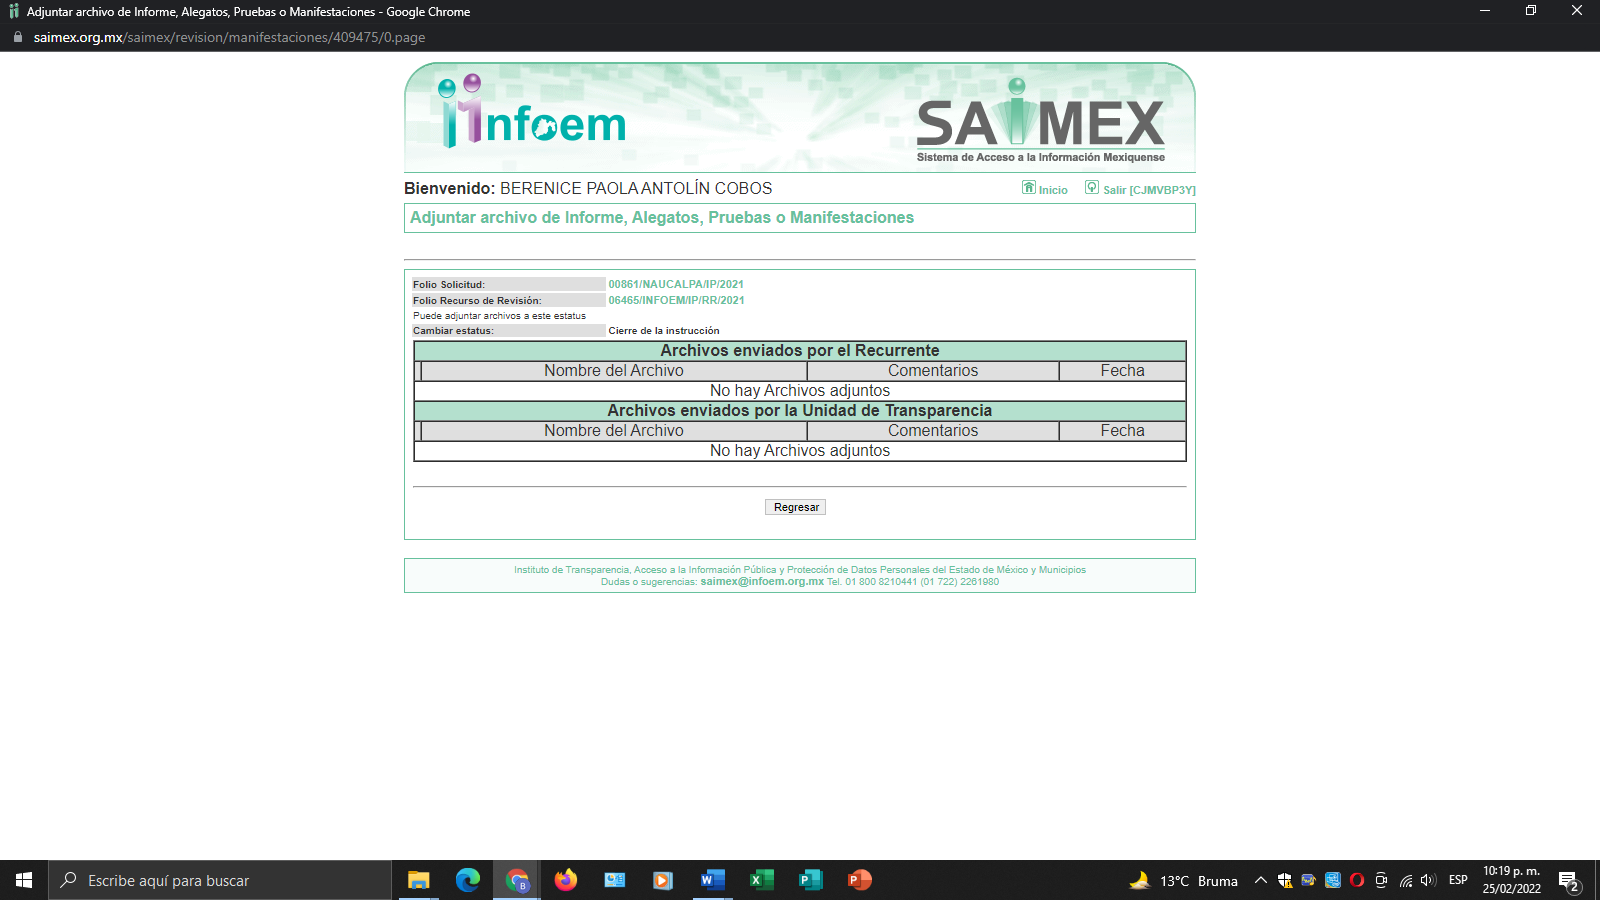 Adjuntar archivo de Informe, Alegatos, Pruebas o Manifestaciones - Google Chrome
saimex.org.mx/saimex/revision/manifestaciones/409475/0.page
infoem
SAIMEX
Sistema de Acceso a la Información Mexiquense
Bienvenido: BERENICE PAOLA ANTOLÍN COBOS
Inicio
Salir [CJMVBP3Y]
Adjuntar archivo de Informe, Alegatos, Pruebas o Manifestaciones
Folio Solicitud: 00861/NAUCALPA/IP/2021
Folio Recurso de Revisión: 06465/INFOEM/IP/RR/2021
Puede adjuntar archivos a este estatus
Cambiar estatus: Cierre de la instrucción
Archivos enviados por el Recurrente
Nombre del Archivo Comentarios Fecha
No hay Archivos adjuntos
Archivos enviados por la Unidad de Transparencia
Nombre del Archivo Comentarios Fecha
No hay Archivos adjuntos
Regresar
Instituto de Transparencia, Acceso a la Información Pública y Protección de Datos Personales del Estado de México y Municipios
Dudas o sugerencias: saimex@infoem.org.mx Tel. 01 800 8210441 (01 722) 2261980
Escribe aquí para buscar
13°C Bruma
ESP
10:19 p. m.
25/02/2022
2